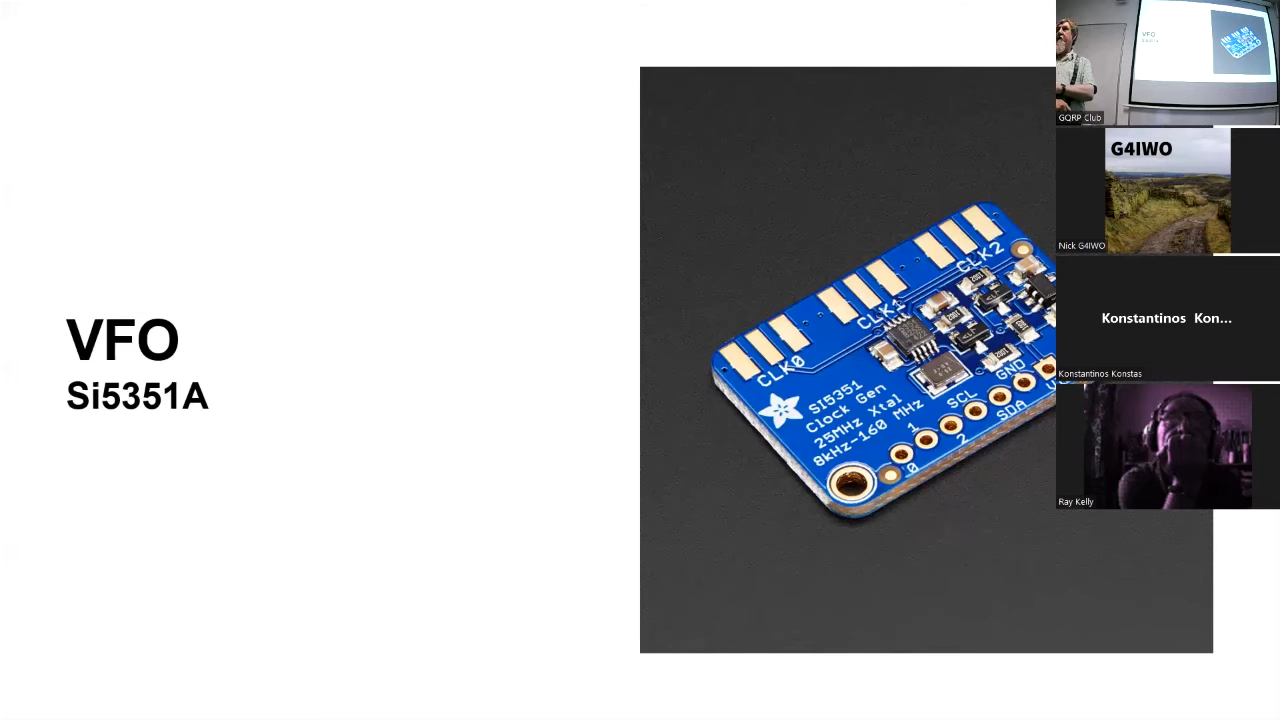 VFO
Si5351A
CLK0
CLK1
CLK2
SI5351
Clock Gen
25MHz Xtal
8kHz-160 MHz
0
1
2
SCL
SDA
GND
VFO
GQRP Club
G4IWO
Nick G4IWO
Konstantinos Kon...
Konstantinos Konstas
Ray Kelly